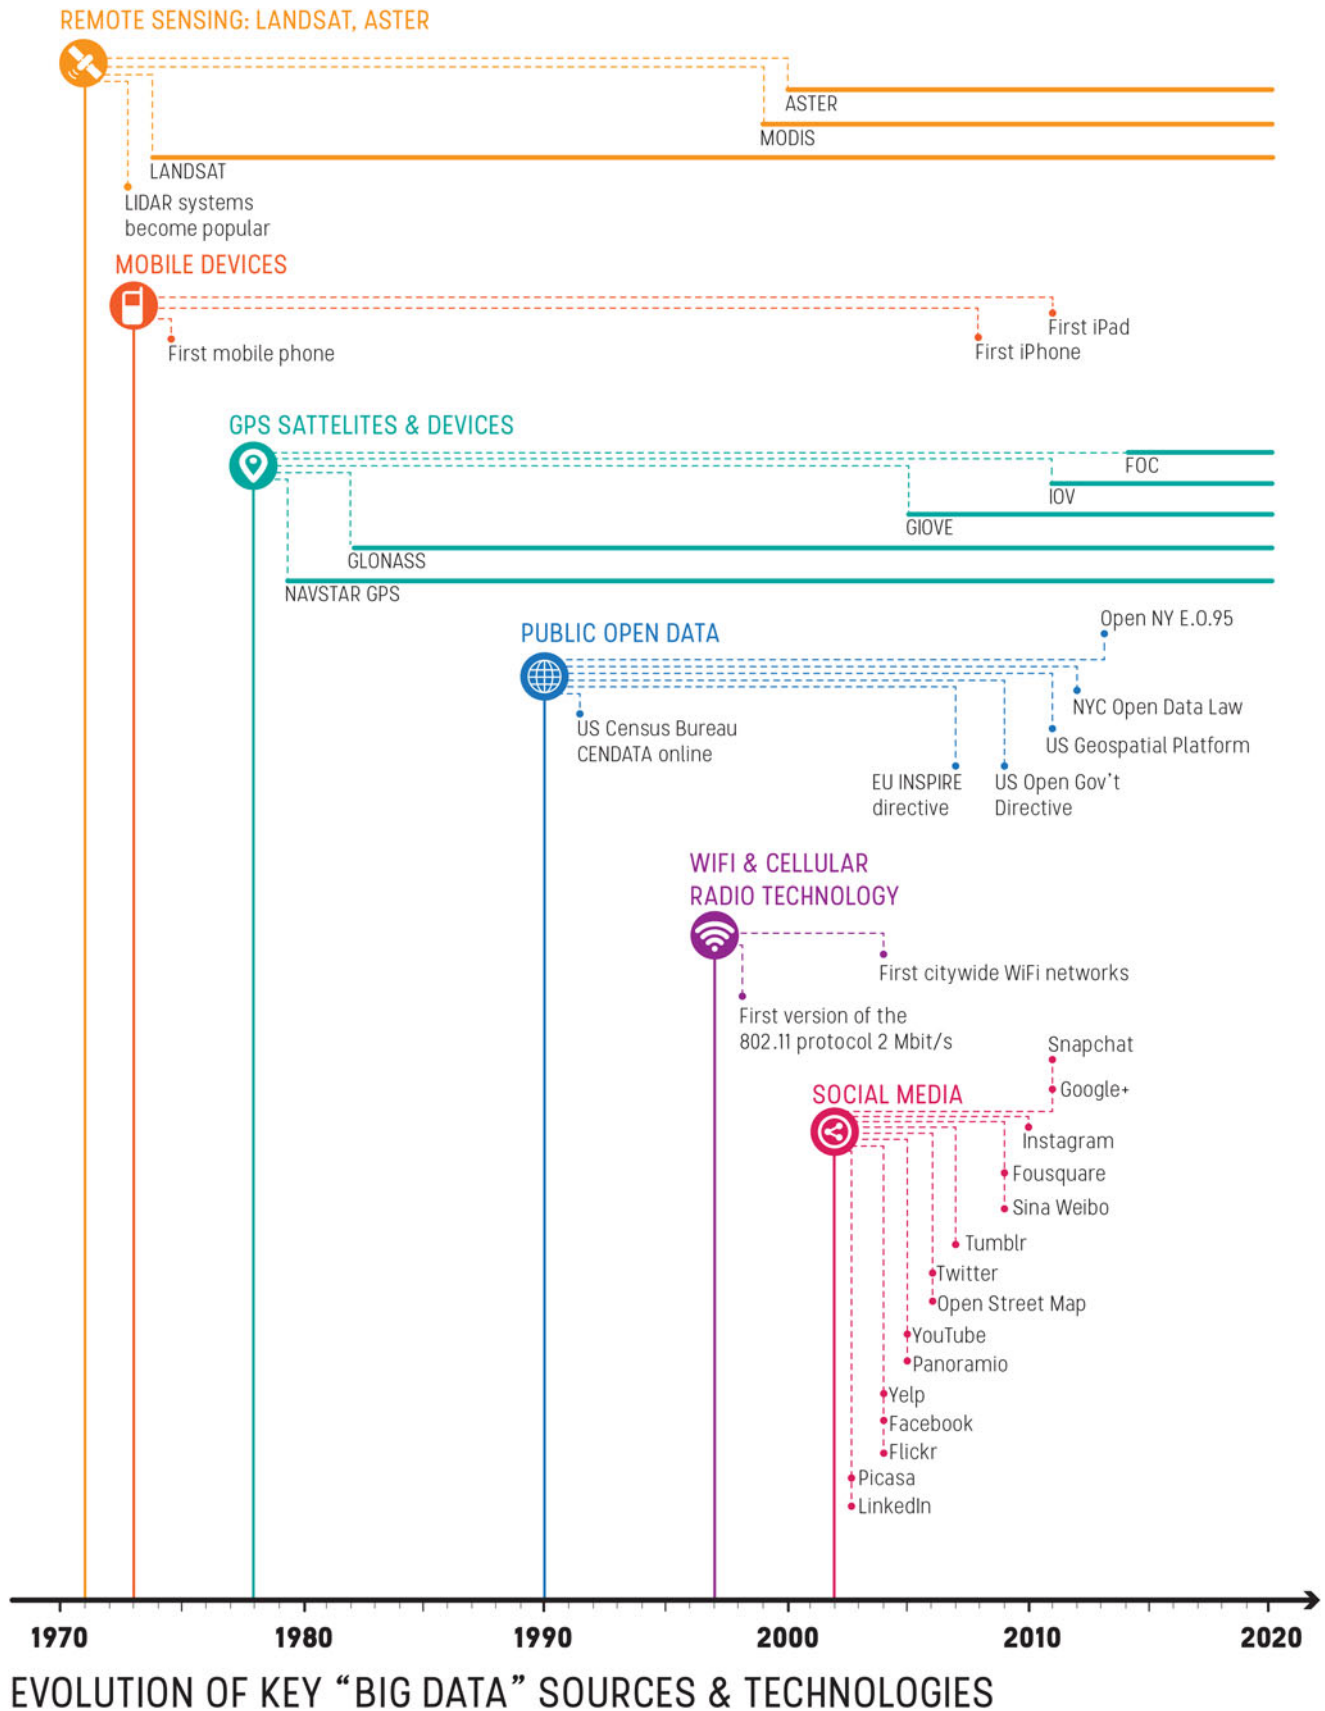 REMOTE SENSING: LANDSAT, ASTER
ASTER
MODIS
LANDSAT
LIDAR systems
become popular
MOBILE DEVICES
First iPad
First iPhone
First mobile phone
GPS SATTELITES & DEVICES
FOC
IOV
GIOVE
GLONASS
NAVSTAR GPS
Open NY E.O.95
PUBLIC OPEN DATA
NYC Open Data Law
US Census Bureau
CENDATA online
US Geospatial Platform
EU INSPIRE
directive
US Open Gov't
Directive
WIFI & CELLULAR
RADIO TECHNOLOGY
First citywide WiFi networks
First version of the
802.11 protocol 2 Mbit/s
Snapchat
Google+
SOCIAL MEDIA
Instagram
Fousquare
Sina Weibo
Tumblr
Twitter
Open Street Map
YouTube
Panoramio
Yelp
Facebook
Flickr
Picasa
LinkedIn
1970 1980 1990 2000 2010 2020
EVOLUTION OF KEY “BIG DATA” SOURCES & TECHNOLOGIES